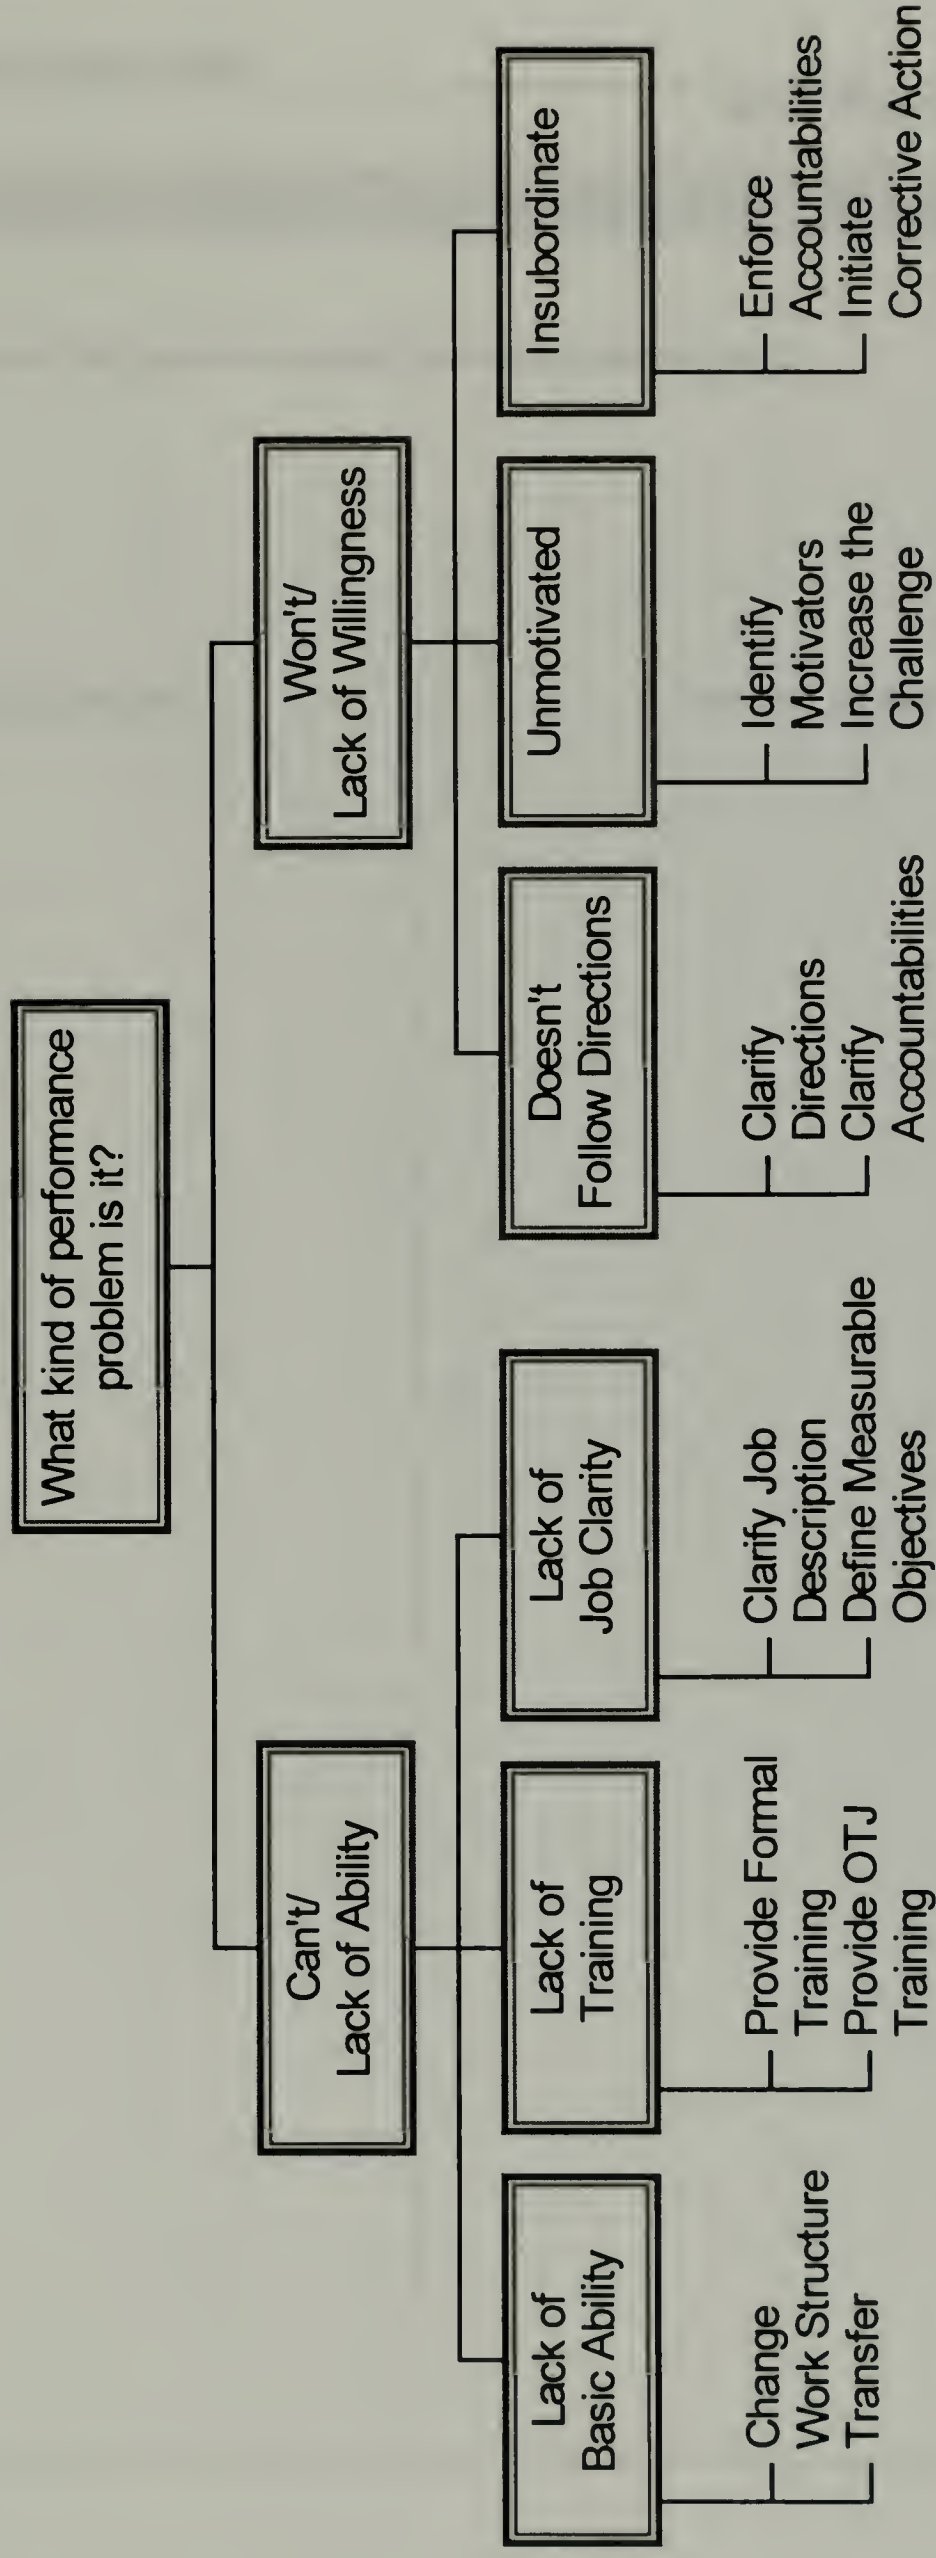 What kind of performance
problem is it?
Can't/
Lack of Ability
Won't/
Lack of Willingness
Lack of
Basic Ability
Lack of
Training
Lack of
Job Clarity
Doesn't
Follow Directions
Unmotivated
Insubordinate
Change
Work Structure
Transfer
Provide Formal
Training
Provide OTJ
Training
Clarify Job
Description
Define Measurable
Objectives
Clarify
Directions
Clarify
Accountabilities
Identify
Motivators
Increase the
Challenge
Enforce
Accountabilities
Initiate
Corrective Action